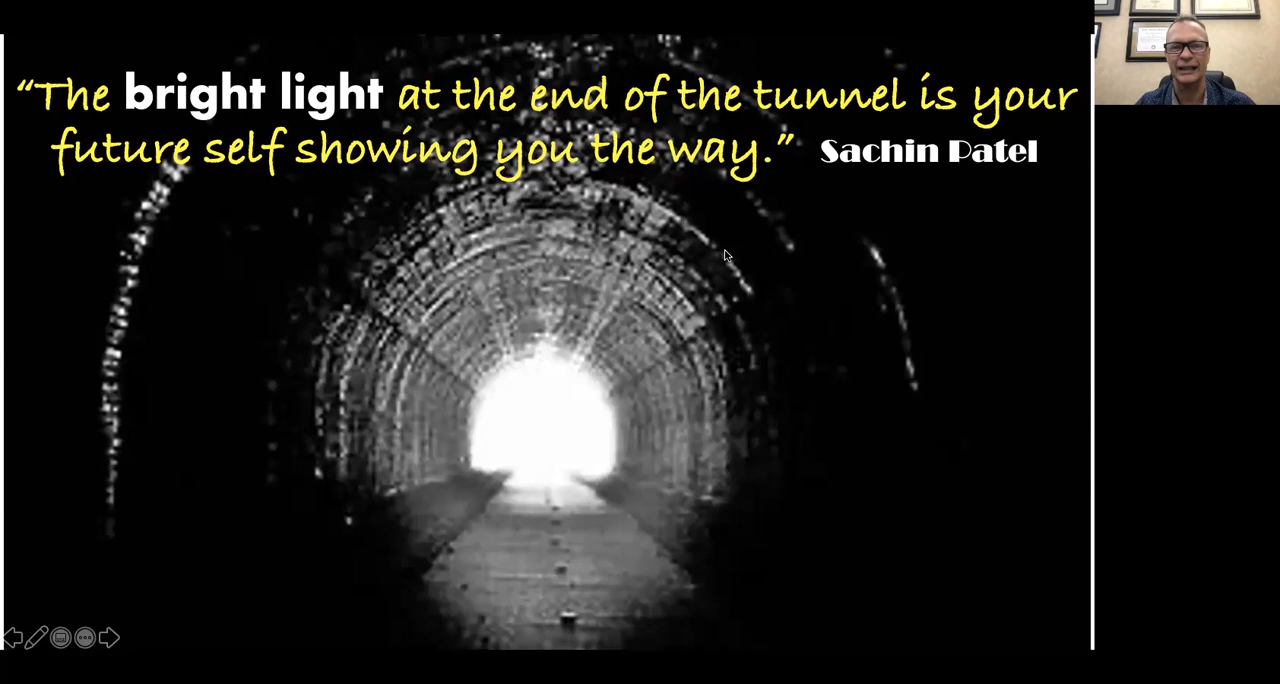 “The bright light at the end of the tunnel is your
future self showing you the way.” Sachin Patel